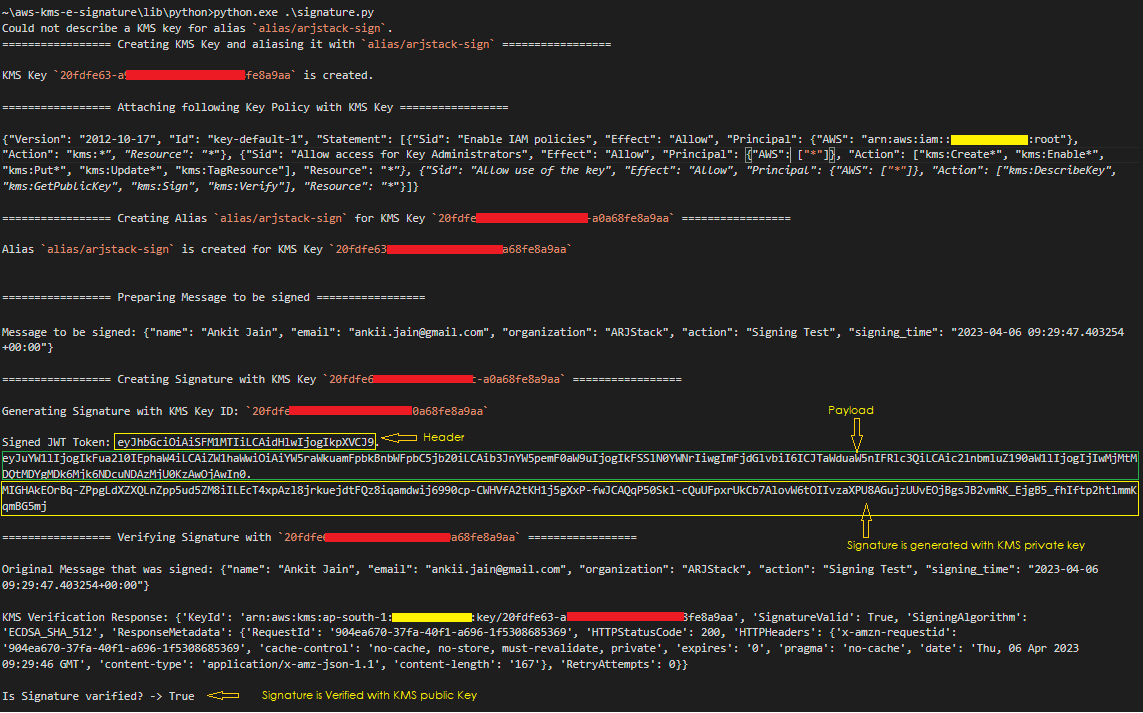 ~\aws-kms-e-signature\lib\python>python.exe .\signature.py
Could not describe a KMS key for alias `alias/arjstack-sign`.
================= Creating KMS Key and aliasing it with `alias/arjstack-sign` =================
KMS Key `20fdfe63-a fe8a9aa` is created.
================= Attaching following Key Policy with KMS Key =================
{"Version": "2012-10-17", "Id": "key-default-1", "Statement": [{"Sid": "Enable IAM policies", "Effect": "Allow", "Principal": {"AWS": "arn:aws:iam:: :root"},
"Action": "kms:*", "Resource": "*"}, {"Sid": "Allow access for Key Administrators", "Effect": "Allow", "Principal": {"AWS": ["*"]}, "Action": ["kms:Create*", "kms:Enable*",
"kms:Put*", "kms:Update*", "kms:TagResource"], "Resource": "*"}, {"Sid": "Allow use of the key", "Effect": "Allow", "Principal": {"AWS": ["*"]}, "Action": ["kms:DescribeKey",
"kms:GetPublicKey", "kms:Sign", "kms:Verify"], "Resource": "*"}]}
================= Creating Alias `alias/arjstack-sign` for KMS Key `20fdfe -a0a68fe8a9aa` =================
Alias `alias/arjstack-sign` is created for KMS Key `20fdfe63 a68fe8a9aa`
================= Preparing Message to be signed =================
Message to be signed: {"name": "Ankit Jain", "email": "ankii.jain@gmail.com", "organization": "ARJStack", "action": "Signing Test", "signing_time": "2023-04-06 09:29:47.403254
+00:00"}
================= Creating Signature with KMS Key `20fdfe6 -a0a68fe8a9aa` =================
Generating Signature with KMS Key ID: `20fdfe 0a68fe8a9aa`
Payload
Signed JWT Token: eyJhbGciOiAiSFM1MTIiLCAidHlwIjogIkpXVCJ9. Header
eyJuYW1lIjogIkFua2l0IEphaW4iLCAiZW1haWwiOiAiYW5raWkuamFpbkBnbWFpbC5jb20iLCAib3JnYW5pemF0aW9uIjogIkFSSlN0YWNrIiwgImFjdGlvbiI6ICJTaWduaW5nIFRlc3QiLCAic2lnbmluZ190aW1lIjogIjIwMjMtM
DQtMDYgMDk6Mjk6NDcuNDAzMjU0KzAwOjAwIn0.
MIGHAkEOrBq-ZPpgLdXZXQLnZpp5ud5ZM8iILEcT4xpAzl8jrkuejdtFQz8iqamdwij6990cp-CWHVfA2tKH1j5gXxP-fwJCAQqP50Skl-cQuUFpxrUkCb7AlovW6tOIIvzaXPU8AGujzUUvEOjBgsJB2vmRK_EjgB5_fhIftp2htlmmK
qmBG5mj
================= Verifying Signature with `20fdfe a68fe8a9aa` =================
Signature is generated with KMS private key
Original Message that was signed: {"name": "Ankit Jain", "email": "ankii.jain@gmail.com", "organization": "ARJStack", "action": "Signing Test", "signing_time": "2023-04-06
09:29:47.403254+00:00"}
KMS Verification Response: {'KeyId': 'arn:aws:kms:ap-south-1: :key/20fdfe63-a 8fe8a9aa', 'SignatureValid': True, 'SigningAlgorithm':
'ECDSA_SHA_512', 'ResponseMetadata': {'RequestId': '904ea670-37fa-40f1-a696-1f5308685369', 'HTTPStatusCode': 200, 'HTTPHeaders': {'x-amzn-requestid':
'904ea670-37fa-40f1-a696-1f5308685369', 'cache-control': 'no-cache, no-store, must-revalidate, private', 'expires': '0', 'pragma': 'no-cache', 'date': 'Thu, 06 Apr 2023
09:29:46 GMT', 'content-type': 'application/x-amz-json-1.1', 'content-length': '167'}, 'RetryAttempts': 0}}
Is Signature varified? -> True Signature is Verified with KMS public Key